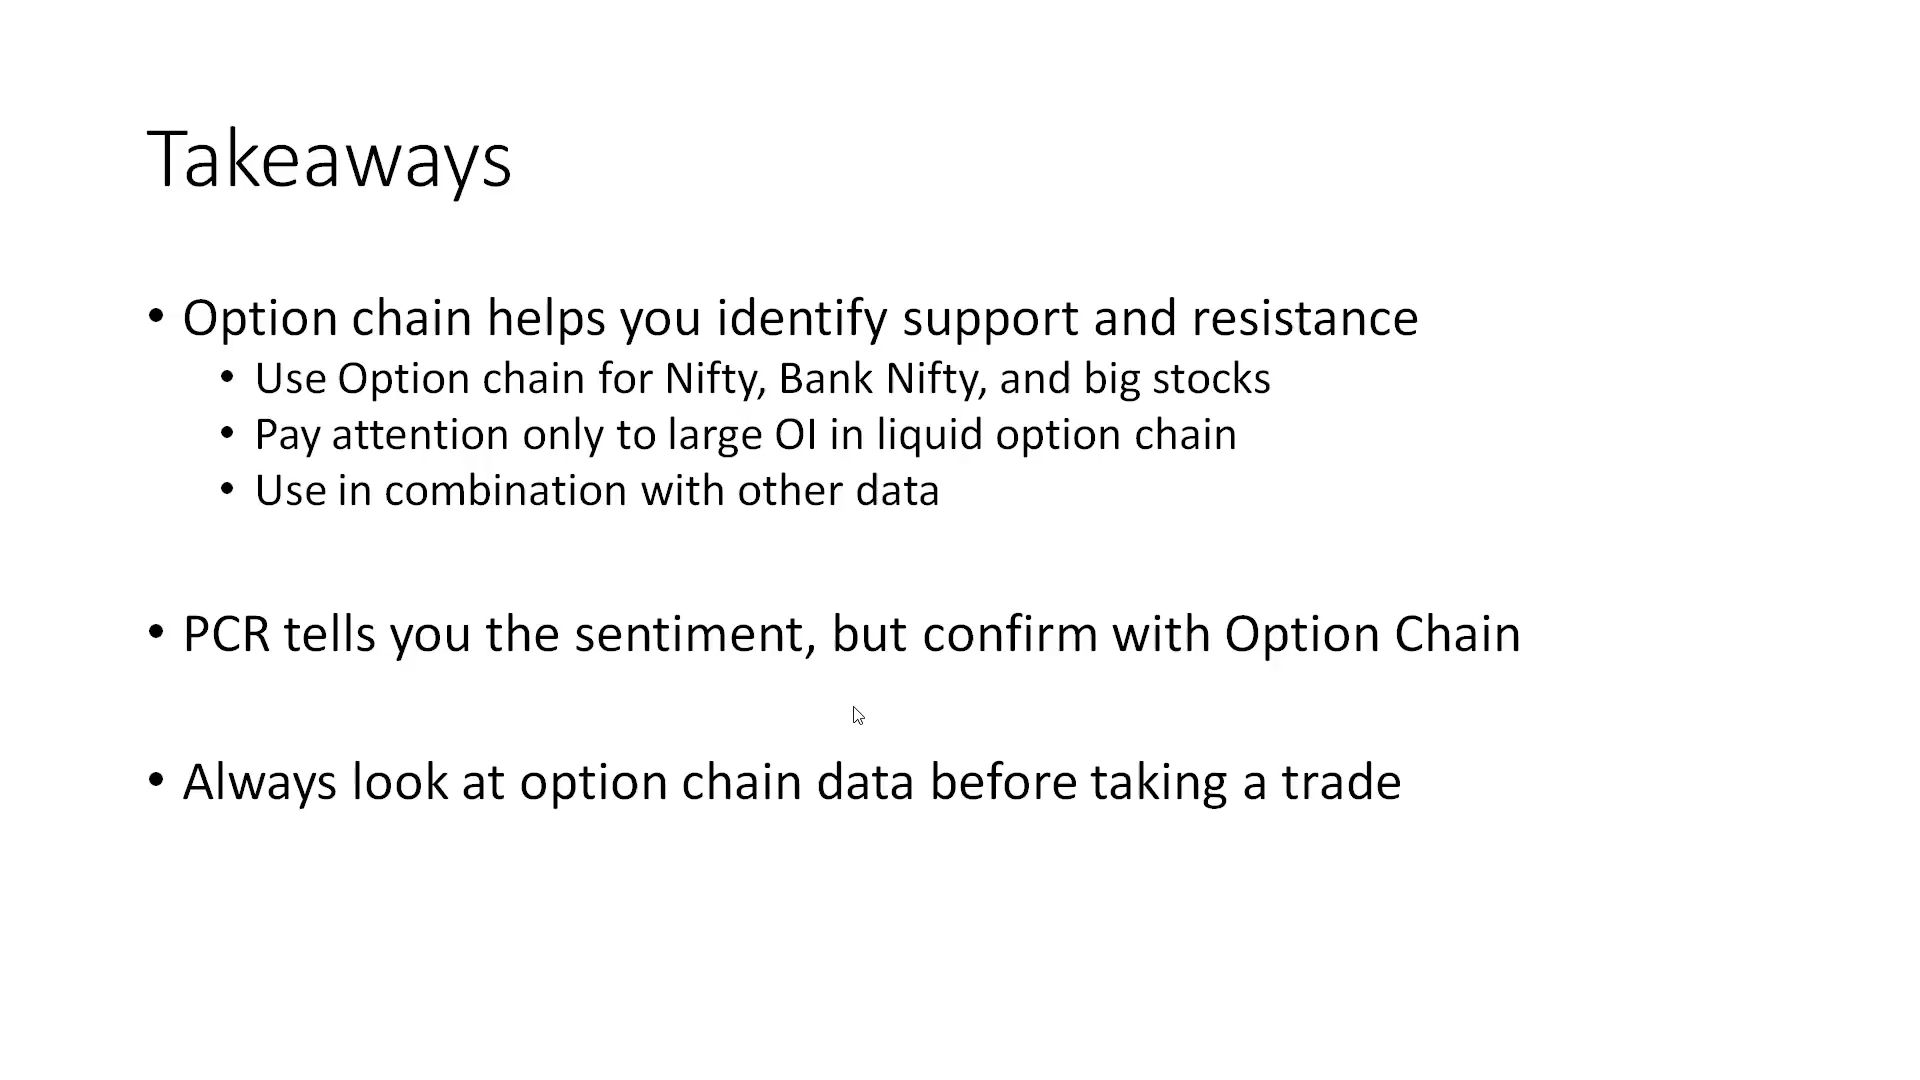 Takeaways
• Option chain helps you identify support and resistance
• Use Option chain for Nifty, Bank Nifty, and big stocks
• Pay attention only to large OI in liquid option chain
• Use in combination with other data
• PCR tells you the sentiment, but confirm with Option Chain
• Always look at option chain data before taking a trade